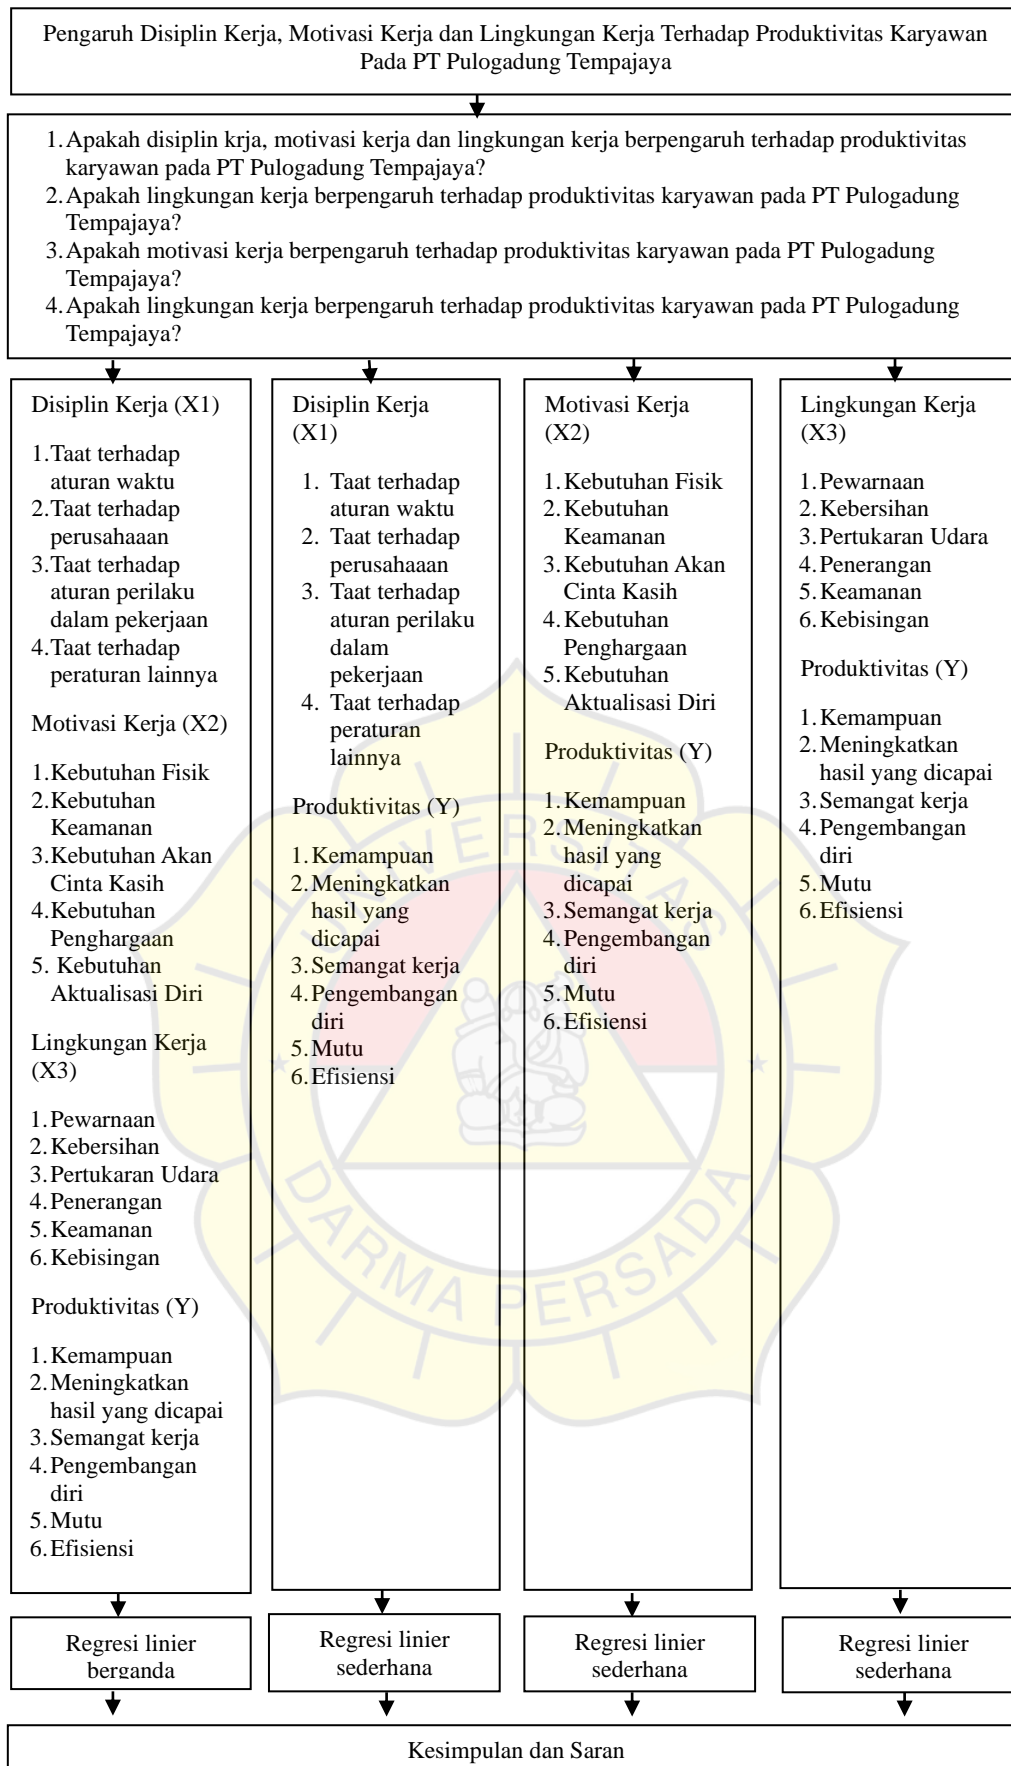 Pengaruh Disiplin Kerja, Motivasi Kerja dan Lingkungan Kerja Terhadap Produktivitas Karyawan
Pada PT Pulogadung Tempajaya
1. Apakah disiplin krja, motivasi kerja dan lingkungan kerja berpengaruh terhadap produktivitas
karyawan pada PT Pulogadung Tempajaya?
2. Apakah lingkungan kerja berpengaruh terhadap produktivitas karyawan pada PT Pulogadung
Tempajaya?
3. Apakah motivasi kerja berpengaruh terhadap produktivitas karyawan pada PT Pulogadung
Tempajaya?
4. Apakah lingkungan kerja berpengaruh terhadap produktivitas karyawan pada PT Pulogadung
Tempajaya?
Disiplin Kerja (X1)
1. Taat terhadap
aturan waktu
2. Taat terhadap
perusahaaan
3. Taat terhadap
aturan perilaku
dalam pekerjaan
4. Taat terhadap
peraturan lainnya
Motivasi Kerja (X2)
1. Kebutuhan Fisik
2. Kebutuhan
Keamanan
3. Kebutuhan Akan
Cinta Kasih
4. Kebutuhan
Penghargaan
5. Kebutuhan
Aktualisasi Diri
Lingkungan Kerja
(X3)
1. Pewarnaan
2. Kebersihan
3. Pertukaran Udara
4. Penerangan
5. Keamanan
6. Kebisingan
Produktivitas (Y)
1. Kemampuan
2. Meningkatkan
hasil yang dicapai
3. Semangat kerja
4. Pengembangan
diri
5. Mutu
6. Efisiensi
Disiplin Kerja
(X1)
1. Taat terhadap
aturan waktu
2. Taat terhadap
perusahaaan
3. Taat terhadap
aturan perilaku
dalam
pekerjaan
4. Taat terhadap
peraturan
lainnya
Produktivitas (Y)
1. Kemampuan
2. Meningkatkan
hasil yang
dicapai
3. Semangat kerja
4. Pengembangan
diri
5. Mutu
6. Efisiensi
Motivasi Kerja
(X2)
1. Kebutuhan Fisik
2. Kebutuhan
Keamanan
3. Kebutuhan Akan
Cinta Kasih
4. Kebutuhan
Penghargaan
5. Kebutuhan
Aktualisasi Diri
Produktivitas (Y)
1. Kemampuan
2. Meningkatkan
hasil yang
dicapai
3. Semangat kerja
4. Pengembangan
diri
5. Mutu
6. Efisiensi
Lingkungan Kerja
(X3)
1. Pewarnaan
2. Kebersihan
3. Pertukaran Udara
4. Penerangan
5. Keamanan
6. Kebisingan
Produktivitas (Y)
1. Kemampuan
2. Meningkatkan
hasil yang dicapai
3. Semangat kerja
4. Pengembangan
diri
5. Mutu
6. Efisiensi
UNIVERSITAS
DARMA PERSADA
Regresi linier
berganda
Regresi linier
sederhana
Regresi linier
sederhana
Regresi linier
sederhana
Kesimpulan dan Saran